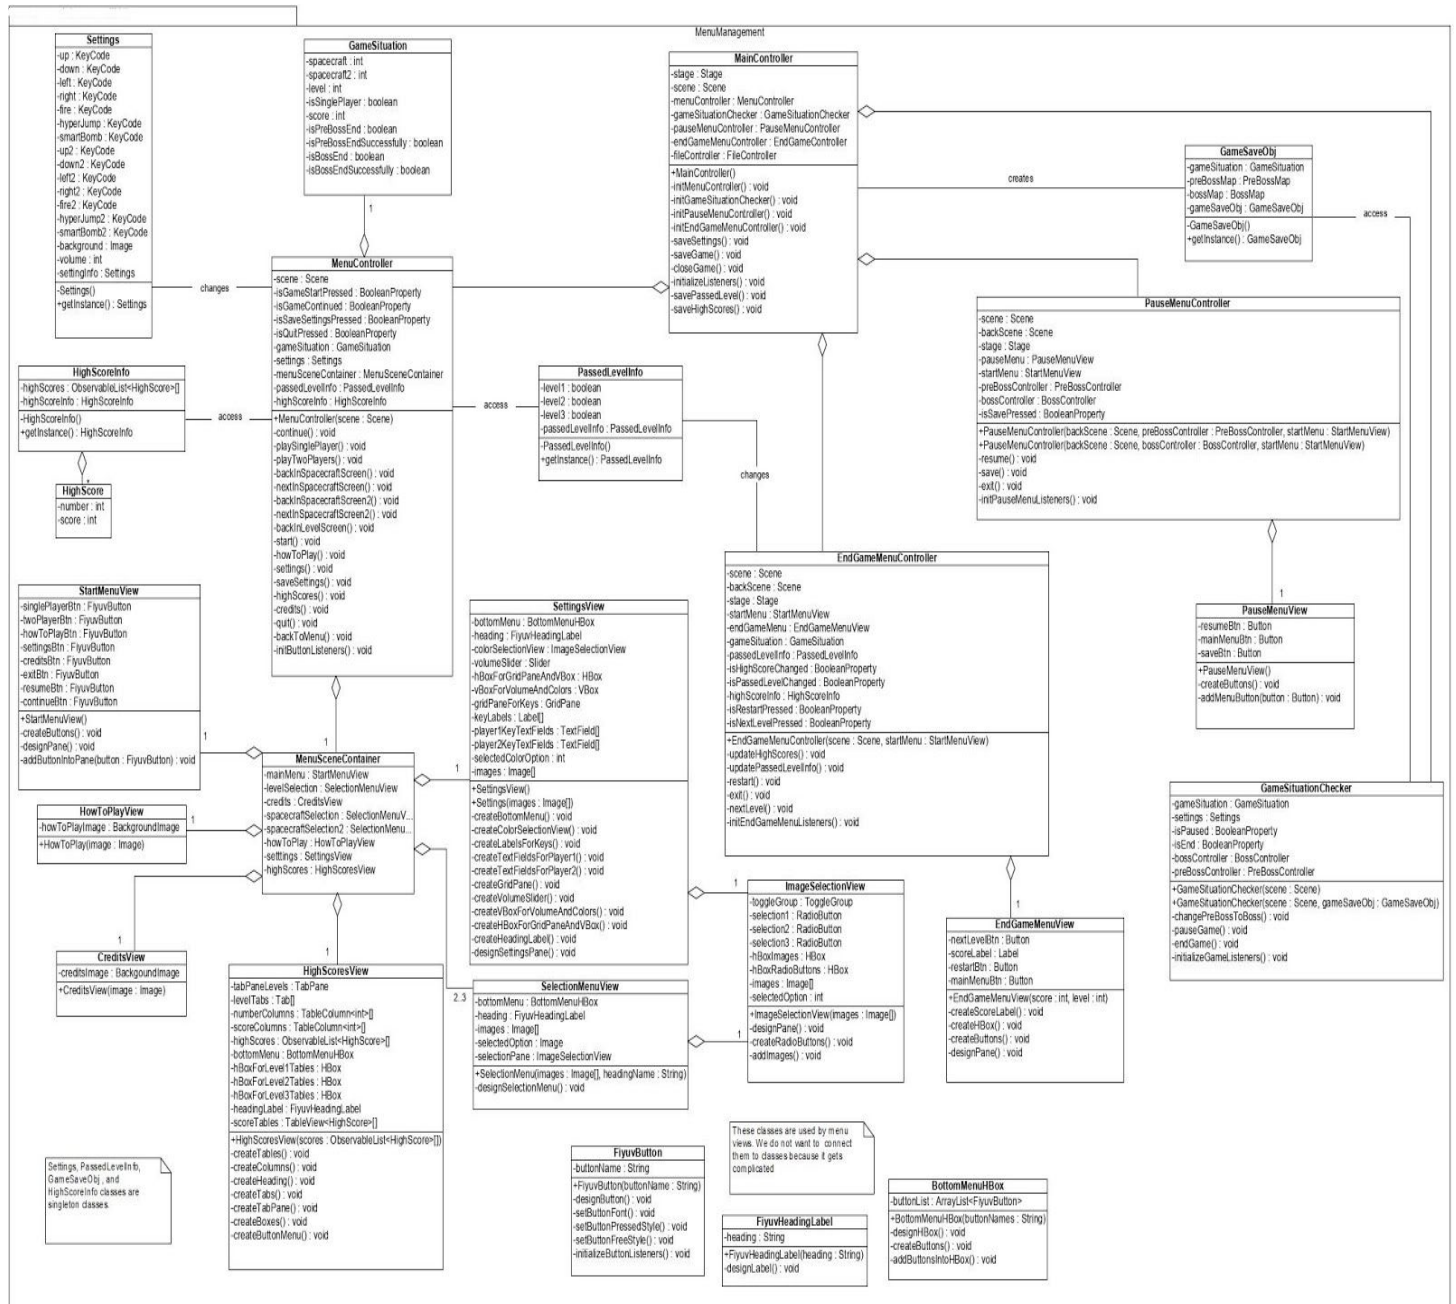 MenuManagement
Settings
-up : KeyCode
-down : KeyCode
-left : KeyCode
-right : KeyCode
-fire : KeyCode
-hyperJump : KeyCode
-smartBomb : KeyCode
-up2 : KeyCode
-down2 : KeyCode
-left2 : KeyCode
-right2 : KeyCode
-fire2 : KeyCode
-hyperJump2 : KeyCode
-smartBomb2 : KeyCode
-background : Image
-volume : int
-settingInfo : Settings
-Settings()
+getInstance() : Settings
GameSituation
-spacecraft : int
-spacecraft2 : int
-level : int
-isSinglePlayer : boolean
-score : int
-isPreBossEnd : boolean
-isPreBossEndSuccessfully : boolean
-isBossEnd : boolean
-isBossEndSuccessfully : boolean
1
MainController
-stage : Stage
-scene : Scene
-menuController : MenuController
-gameSituationChecker : GameSituationChecker
-pauseMenuController : PauseMenuController
-endGameMenuController : EndGameController
-fileController : FileController
+MainController()
-initMenuController() : void
-initGameSituationChecker() : void
-initPauseMenuController() : void
-initEndGameMenuController() : void
-saveSettings() : void
-saveGame() : void
-closeGame() : void
-initializeListeners() : void
-savePassedLevel() : void
-saveHighScores() : void
creates
GameSaveObj
-gameSituation : GameSituation
-preBossMap : PreBossMap
-bossMap : BossMap
-gameSaveObj : GameSaveObj
-GameSaveObj()
+getInstance() : GameSaveObj
access
changes
MenuController
-scene : Scene
-isGameStartPressed : BooleanProperty
-isGameContinued : BooleanProperty
-isSaveSettingsPressed : BooleanProperty
-isQuitPressed : BooleanProperty
-gameSituation : GameSituation
-settings : Settings
-menuSceneContainer : MenuSceneContainer
-passedLevelInfo : PassedLevelInfo
-highScoreInfo : HighScoreInfo
+MenuController(scene : Scene)
-continue() : void
-playSinglePlayer() : void
-playTwoPlayers() : void
-backInSpacecraftScreen() : void
-nextInSpacecraftScreen() : void
-backInSpacecraftScreen2() : void
-nextInSpacecraftScreen2() : void
-backInLevelScreen() : void
-start() : void
-howToPlay() : void
-settings() : void
-saveSettings() : void
-highScores() : void
-credits() : void
-quit() : void
-backToMenu() : void
-initButtonListeners() : void
PauseMenuController
-scene : Scene
-backScene : Scene
-stage : Stage
-pauseMenu : PauseMenuView
-startMenu : StartMenuView
-preBossController : PreBossController
-bossController : BossController
-isSavePressed : BooleanProperty
+PauseMenuController(backScene : Scene, preBossController : PreBossController, startMenu : StartMenuView)
+PauseMenuController(backScene : Scene, bossController : BossController, startMenu : StartMenuView)
-resume() : void
-save() : void
-exit() : void
-initPauseMenuListeners() : void
HighScoreInfo
-highScores : ObservableList<HighScore>[]
-highScoreInfo : HighScoreInfo
-HighScoreInfo()
+getInstance() : HighScoreInfo
access
access
PassedLevelInfo
-level1 : boolean
-level2 : boolean
-level3 : boolean
-passedLevelInfo : PassedLevelInfo
-PassedLevelInfo()
+getInstance() : PassedLevelInfo
changes
*
HighScore
-number : int
-score : int
EndGameMenuController
-scene : Scene
-backScene : Scene
-stage : Stage
-startMenu : StartMenuView
-endGameMenu : EndGameMenuView
-gameSituation : GameSituation
-passedLevelInfo : PassedLevelInfo
-isHighScoreChanged : BooleanProperty
-isPassedLevelChanged : BooleanProperty
-highScoreInfo : HighScoreInfo
-isRestartPressed : BooleanProperty
-isNextLevelPressed : BooleanProperty
+EndGameMenuController(scene : Scene, startMenu : StartMenuView)
-updateHighScores() : void
-updatePassedLevelInfo() : void
-restart() : void
-exit() : void
-nextLevel() : void
-initEndGameMenuListeners() : void
1
PauseMenuView
-resumeBtn : Button
-mainMenuBtn : Button
-saveBtn : Button
+PauseMenuView()
-createButtons() : void
-addMenuButton(button : Button) : void
StartMenuView
-singlePlayerBtn : FiyuvButton
-twoPlayerBtn : FiyuvButton
-howToPlayBtn : FiyuvButton
-settingsBtn : FiyuvButton
-creditsBtn : FiyuvButton
-exitBtn : FiyuvButton
-resumeBtn : FiyuvButton
-continueBtn : FiyuvButton
+StartMenuView()
-createButtons() : void
-designPane() : void
-addButtonIntoPane(button : FiyuvButton) : void
1
1
MenuSceneContainer
-mainMenu : StartMenuView
-levelSelection : SelectionMenuView
-credits : CreditsView
-spacecraftSelection : SelectionMenuV...
-spacecraftSelection2 : SelectionMenu...
-howToPlay : HowToPlayView
-setttings : SettingsView
-highScores : HighScoresView
1
SettingsView
-bottomMenu : BottomMenuHBox
-heading : FiyuvHeadingLabel
-colorSelectionView : ImageSelectionView
-volumeSlider : Slider
-hBoxForGridPaneAndVBox : HBox
-vBoxForVolumeAndColors : VBox
-gridPaneForKeys : GridPane
-keyLabels : Label[]
-player1KeyTextFields : TextField[]
-player2KeyTextFields : TextField[]
-selectedColorOption : int
-images : Image[]
+SettingsView()
+Settings(images : Image[])
-createBottomMenu() : void
-createColorSelectionView() : void
-createLabelsForKeys() : void
-createTextFieldsForPlayer1() : void
-createTextFieldsForPlayer2() : void
-createGridPane() : void
-createVolumeSlider() : void
-createVBoxForVolumeAndColors() : void
-createHBoxForGridPaneAndVBox() : void
-createHeadingLabel() : void
-designSettingsPane() : void
HowToPlayView
-howToPlayImage : BackgroundImage
+HowToPlay(image : Image)
1
GameSituationChecker
-gameSituation : GameSituation
-settings : Settings
-isPaused : BooleanProperty
-isEnd : BooleanProperty
-bossController : BossController
-preBossController : PreBossController
+GameSituationChecker(scene : Scene)
+GameSituationChecker(scene : Scene, gameSaveObj : GameSaveObj)
-changePreBossToBoss() : void
-pauseGame() : void
-endGame() : void
-initializeGameListeners() : void
1
ImageSelectionView
-toggleGroup : ToggleGroup
-selection1 : RadioButton
-selection2 : RadioButton
-selection3 : RadioButton
-hBoxImages : HBox
-hBoxRadioButtons : HBox
-images : Image[]
-selectedOption : int
+ImageSelectionView(images : Image[])
-designPane() : void
-createRadioButtons() : void
-addImages() : void
1
EndGameMenuView
-nextLevelBtn : Button
-scoreLabel : Label
-restartBtn : Button
-mainMenuBtn : Button
+EndGameMenuView(score : int, level : int)
-createScoreLabel() : void
-createHBox() : void
-createButtons() : void
-designPane() : void
1
CreditsView
-creditsImage : BackgoundImage
+CreditsView(image : Image)
1
HighScoresView
-tabPaneLevels : TabPane
-levelTabs : Tab[]
-numberColumns : TableColumn<int>[]
-scoreColumns : TableColumn<int>[]
-highScores : ObservableList<HighScore>[]
-bottomMenu : BottomMenuHBox
-hBoxForLevel1Tables : HBox
-hBoxForLevel2Tables : HBox
-hBoxForLevel3Tables : HBox
-headingLabel : FiyuvHeadingLabel
-scoreTables : TableView<HighScore>[]
+HighScoresView(scores : ObservableList<HighScore>[])
-createTables() : void
-createColumns() : void
-createHeading() : void
-createTabs() : void
-createTabPane() : void
-createBoxes() : void
-createButtonMenu() : void
2..3
SelectionMenuView
-bottomMenu : BottomMenuHBox
-heading : FiyuvHeadingLabel
-images : Image[]
-selectedOption : Image
-selectionPane : ImageSelectionView
+SelectionMenu(images : Image[], headingName : String)
-designSelectionMenu() : void
1
Settings, PassedLevelInfo,
GameSaveObj , and
HighScoreInfo classes are
singleton classes.
FiyuvButton
-buttonName : String
+FiyuvButton(buttonName : String)
-designButton() : void
-setButtonFont() : void
-setButtonPressedStyle() : void
-setButtonFreeStyle() : void
-initializeButtonListeners() : void
These classes are used by menu
views. We do not want to connect
them to classes because it gets
complicated
FiyuvHeadingLabel
-heading : String
+FiyuvHeadingLabel(heading : String)
-designLabel() : void
BottomMenuHBox
-buttonList : ArrayList<FiyuvButton>
+BottomMenuHBox(buttonNames : String)
-designHBox() : void
-createButtons() : void
-addButtonsIntoHBox() : void